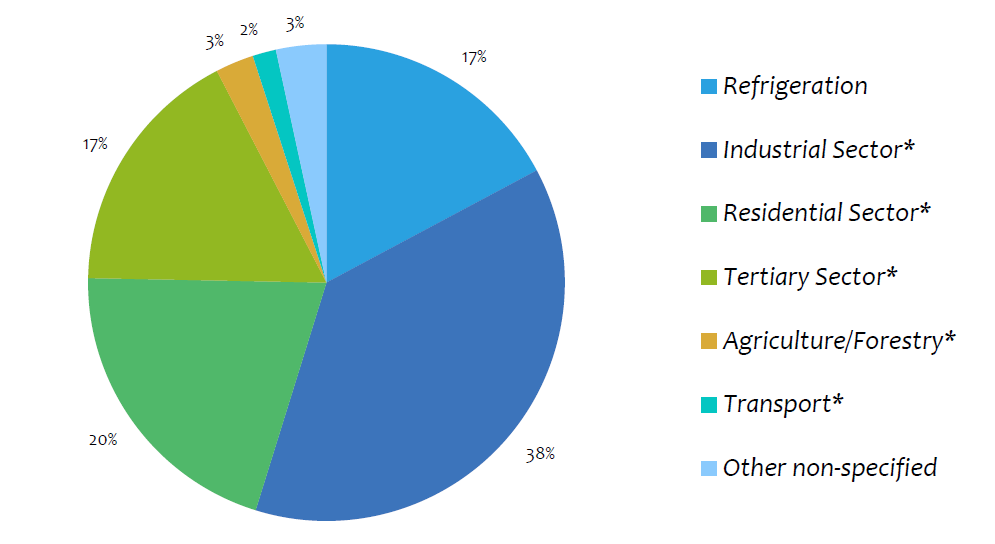 3%
2%
3%
17%
17%
20%
38%
Refrigeration
Industrial Sector*
Residential Sector*
Tertiary Sector*
Agriculture/Forestry*
Transport*
Other non-specified